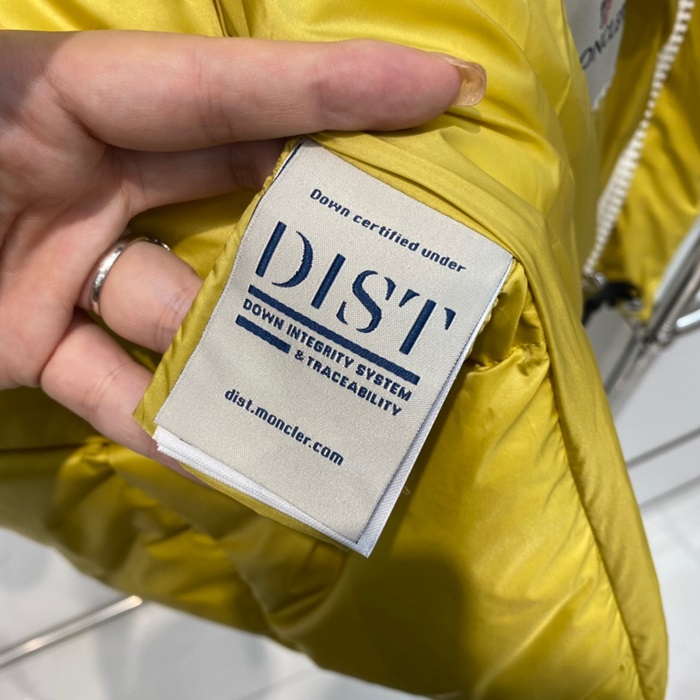 Down certified under
DIST
DOWN INTEGRITY SYSTEM
& TRACEABILITY
dist.moncler.com